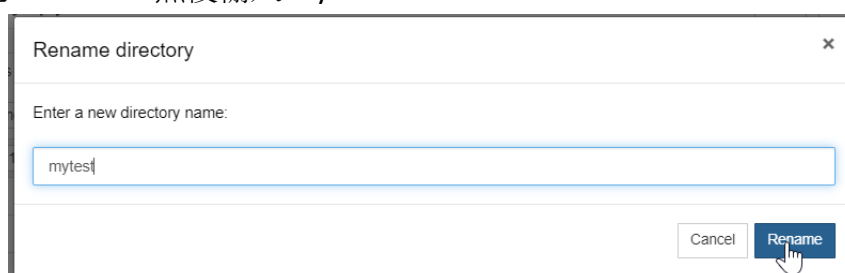 Rename directory ×
Enter a new directory name:
mytest
Cancel Rename